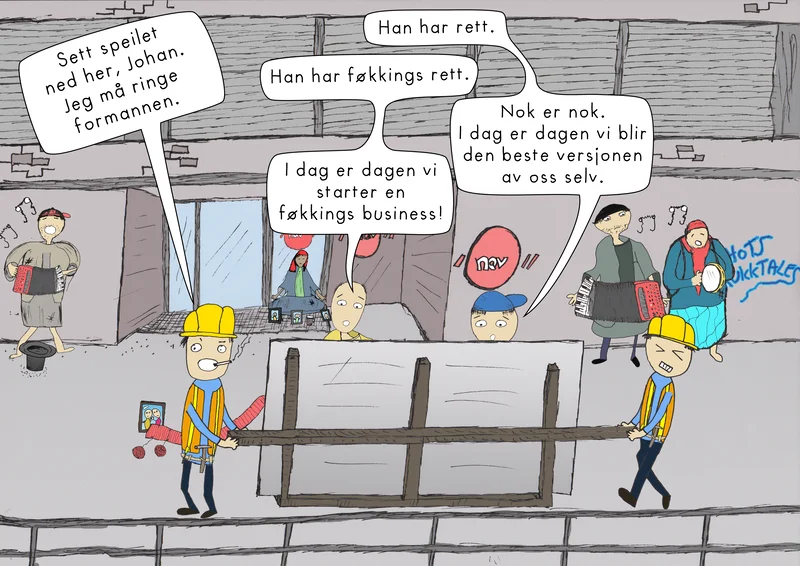 Sett speilet
ned her, Johan.
Jeg må ringe
formannen.
Han har rett.
Han har føkkings rett.
Nok er nok.
I dag er dagen vi blir
den beste versjonen
av oss selv.
I dag er dagen vi
starter en
føkkings business!
nav
HoTS